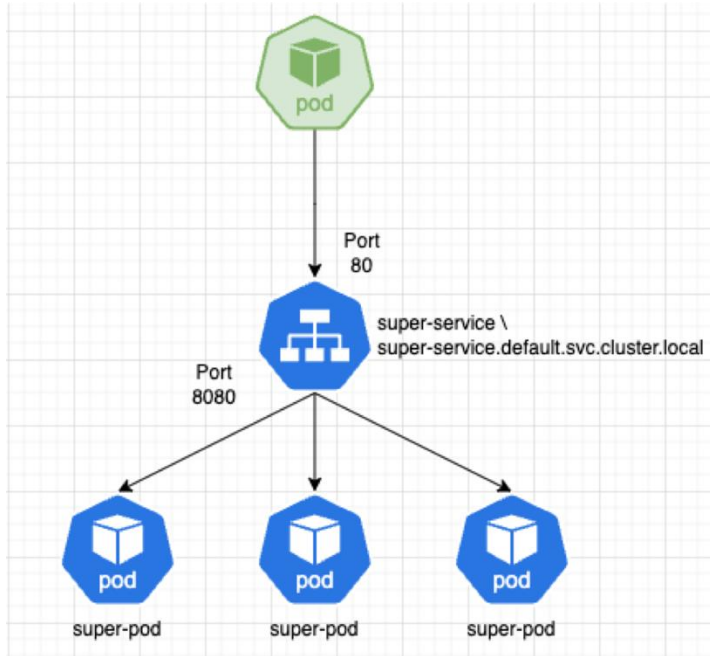 pod
Port
80
super-service \
super-service.default.svc.cluster.local
Port
8080
pod
pod
pod
super-pod
super-pod
super-pod